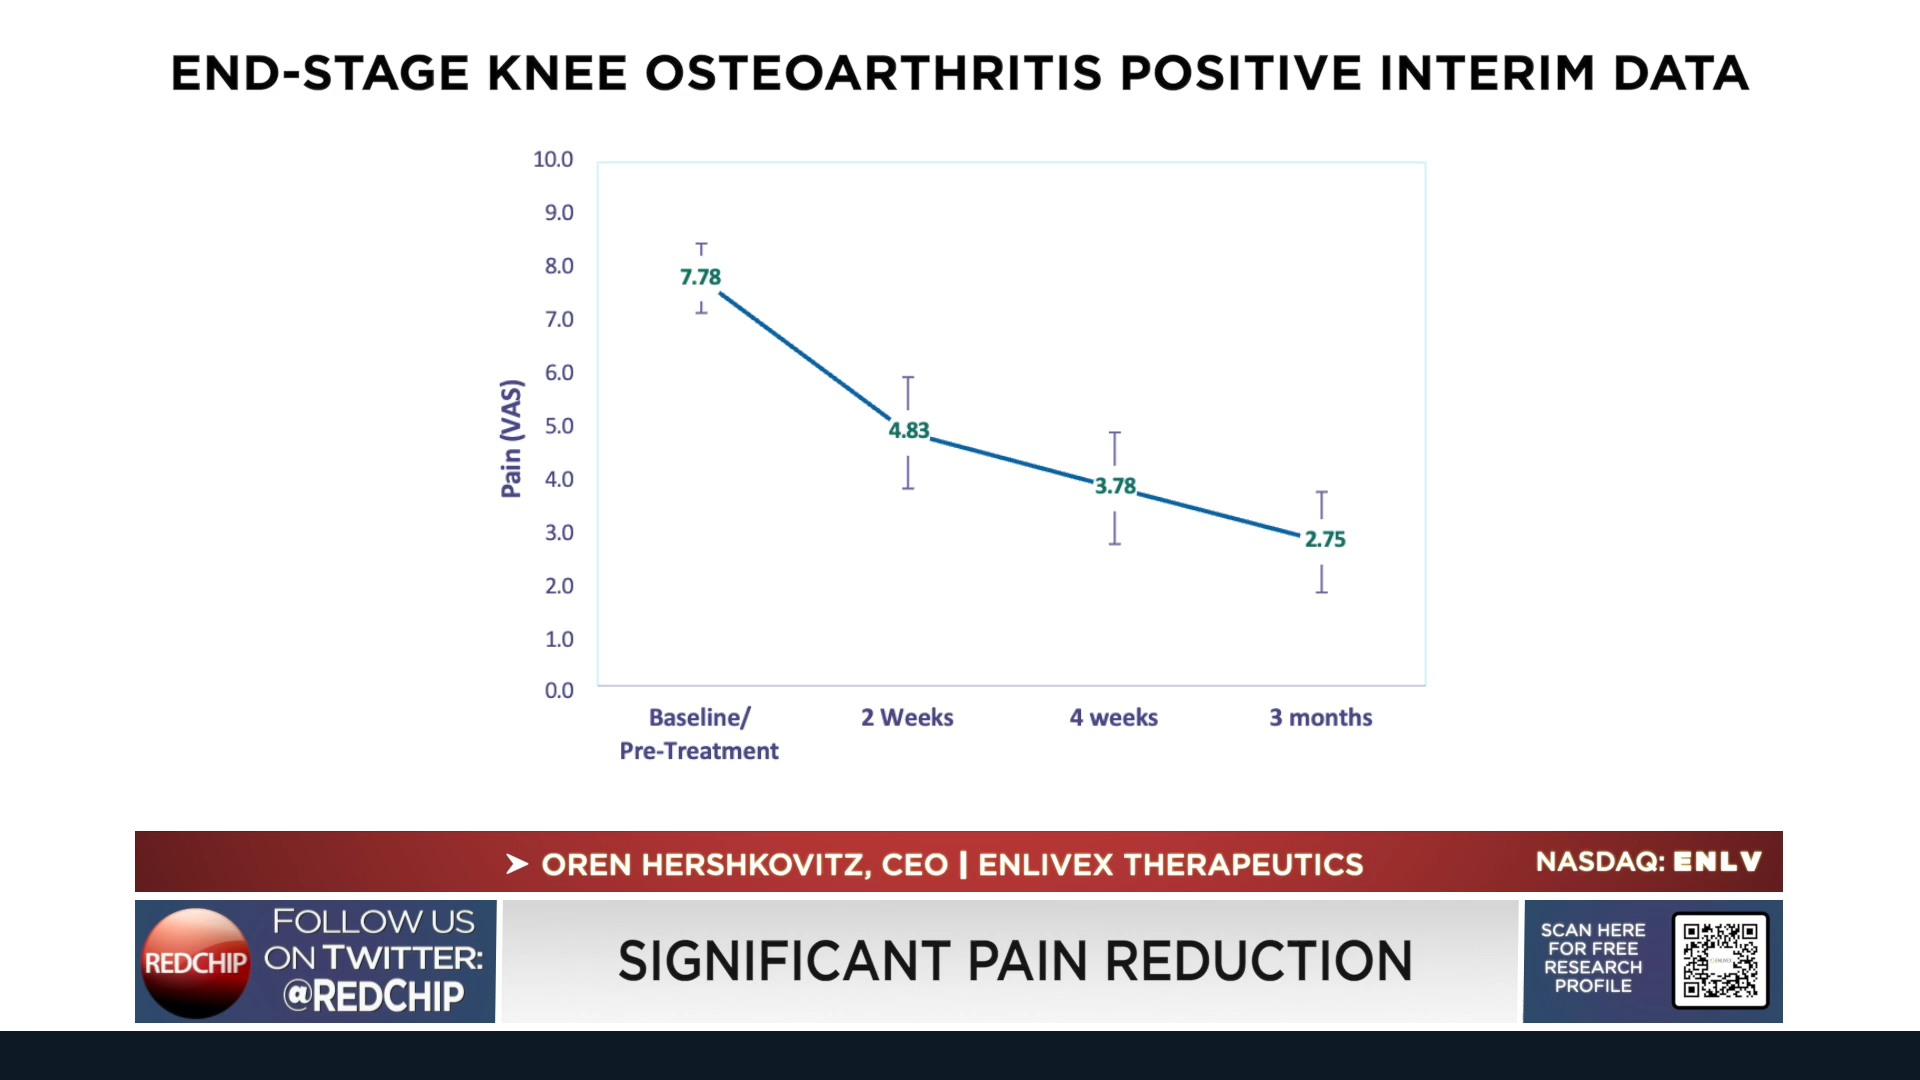 END-STAGE KNEE OSTEOARTHRITIS POSITIVE INTERIM DATA
10.0
9.0
8.0
7.0
6.0
5.0
4.0
3.0
2.0
1.0
0.0
Pain (VAS)
7.78
4.83
3.78
2.75
Baseline/
Pre-Treatment
2 Weeks
4 weeks
3 months
OREN HERSHKOVITZ, CEO | ENLIVEX THERAPEUTICS
NASDAQ: ENLV
REDCHIP
FOLLOW US
ON TWITTER:
@REDCHIP
SIGNIFICANT PAIN REDUCTION
SCAN HERE
FOR FREE
RESEARCH
PROFILE